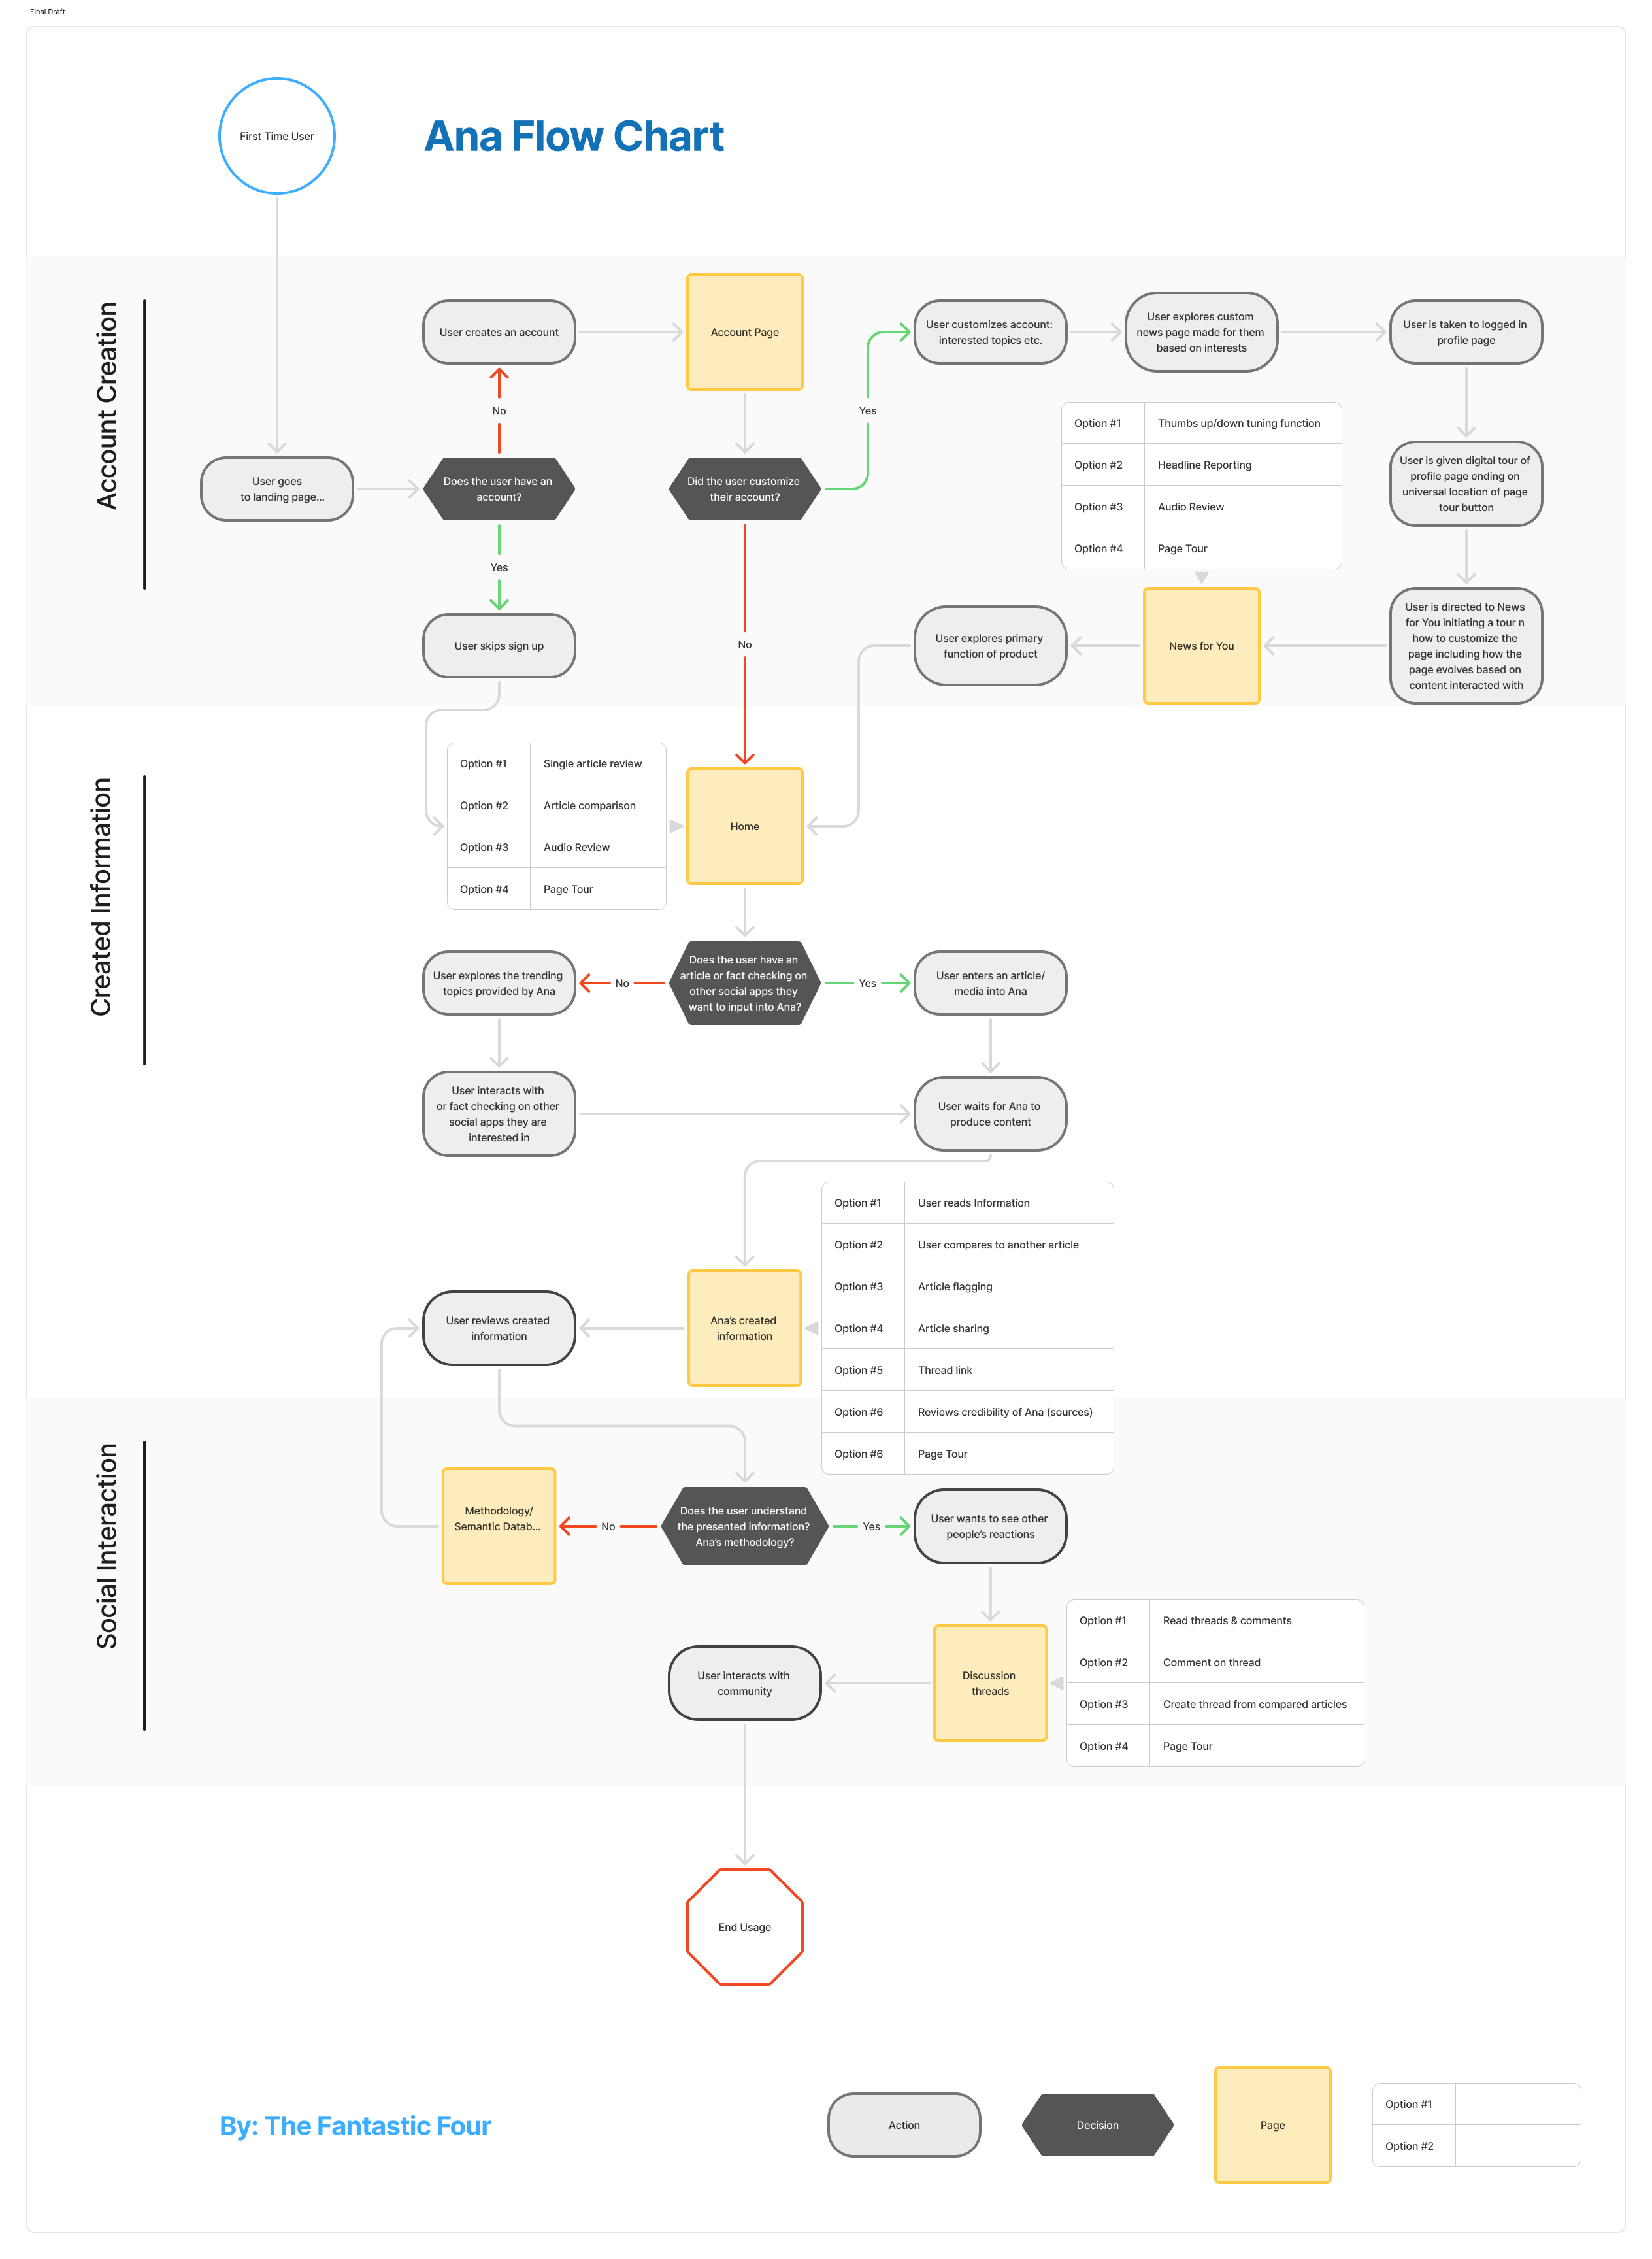 Final Draft
First Time User
Ana Flow Chart
Account Creation
User creates an account
Account Page
User customizes account:
interested topics etc.
User explores custom
news page made for them
based on interests
User is taken to logged in
profile page
No
Yes
Option #1 Thumbs up/down tuning function
Option #2 Headline Reporting
Option #3 Audio Review
Option #4 Page Tour
User goes
to landing page...
Does the user have an
account?
Did the user customize
their account?
User is given digital tour of
profile page ending on
universal location of page
tour button
Yes
No
User skips sign up
User explores primary
function of product
News for You
User is directed to News
for You initiating a tour n
how to customize the
page including how the
page evolves based on
content interacted with
Created Information
Option #1 Single article review
Option #2 Article comparison
Option #3 Audio Review
Option #4 Page Tour
Home
User explores the trending
topics provided by Ana
No
Does the user have an
article or fact checking on
other social apps they
want to input into Ana?
Yes
User enters an article/
media into Ana
User interacts with
or fact checking on other
social apps they are
interested in
User waits for Ana to
produce content
Option #1 User reads Information
Option #2 User compares to another article
Option #3 Article flagging
Option #4 Article sharing
Option #5 Thread link
Option #6 Reviews credibility of Ana (sources)
Option #6 Page Tour
User reviews created
information
Ana's created
information
Social Interaction
Methodology/
Semantic Datab...
No
Does the user understand
the presented information?
Ana's methodology?
Yes
User wants to see other
people's reactions
User interacts with
community
Discussion
threads
Option #1 Read threads & comments
Option #2 Comment on thread
Option #3 Create thread from compared articles
Option #4 Page Tour
End Usage
By: The Fantastic Four
Action
Decision
Page
Option #1
Option #2